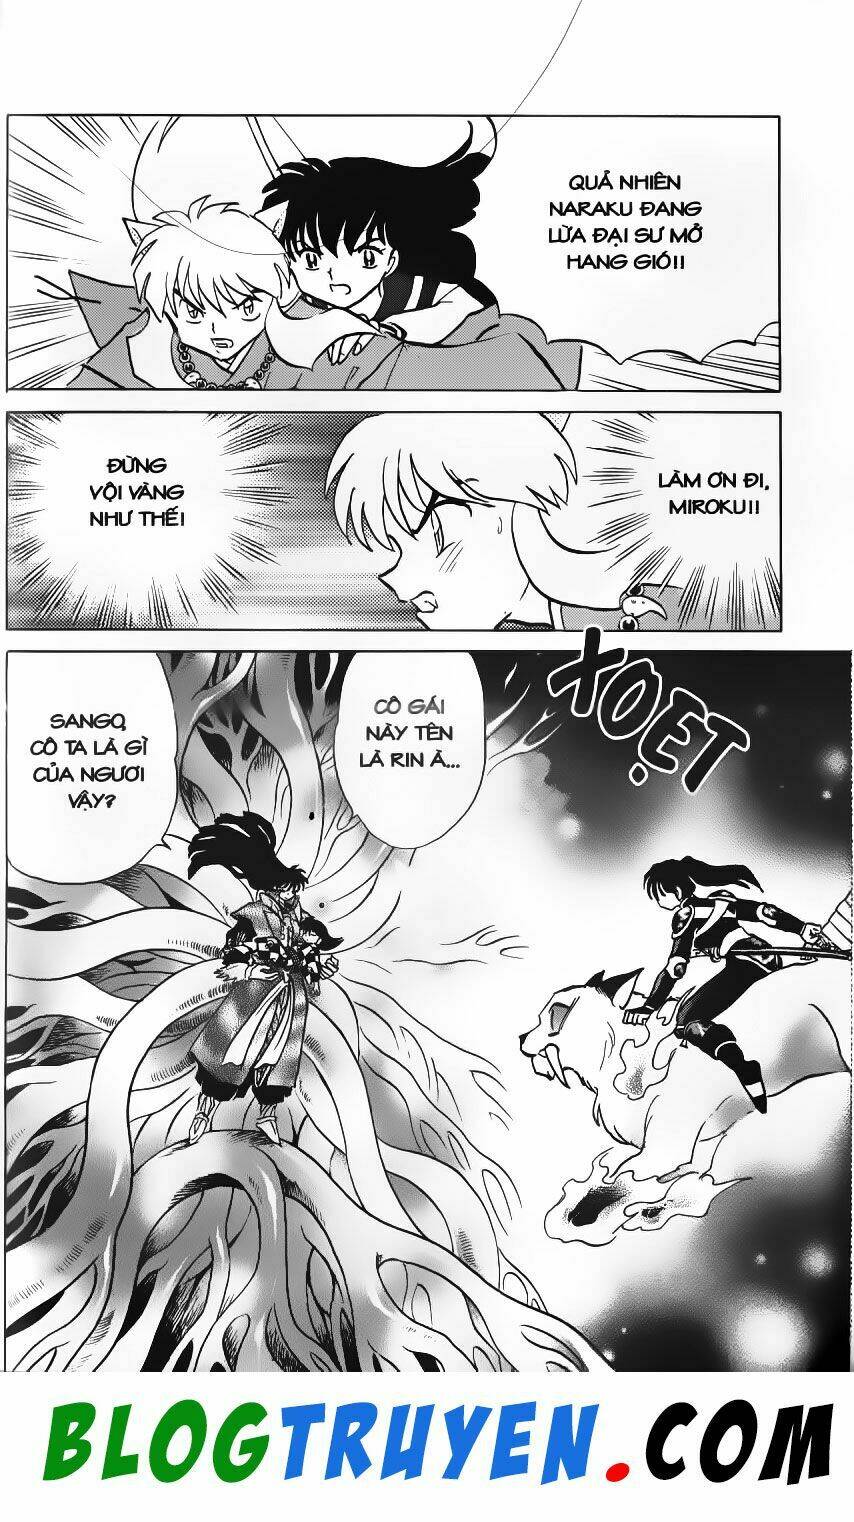 QUẢ NHIÊN
NARAKU ĐANG
LỪA ĐẠI SƯ MỞ
HANG GIÓ!!
ĐỪNG
VỘI VÀNG
NHƯ THẾ!
LÀM ƠN ĐI,
MIROKU!!
XOẸT
SANGO,
CÔ TA LÀ GÌ
CỦA NGƯƠI
VẬY?
CÔ GÁI
NÀY TÊN
LÀ RIN À...
BLOGTRUYEN.COM